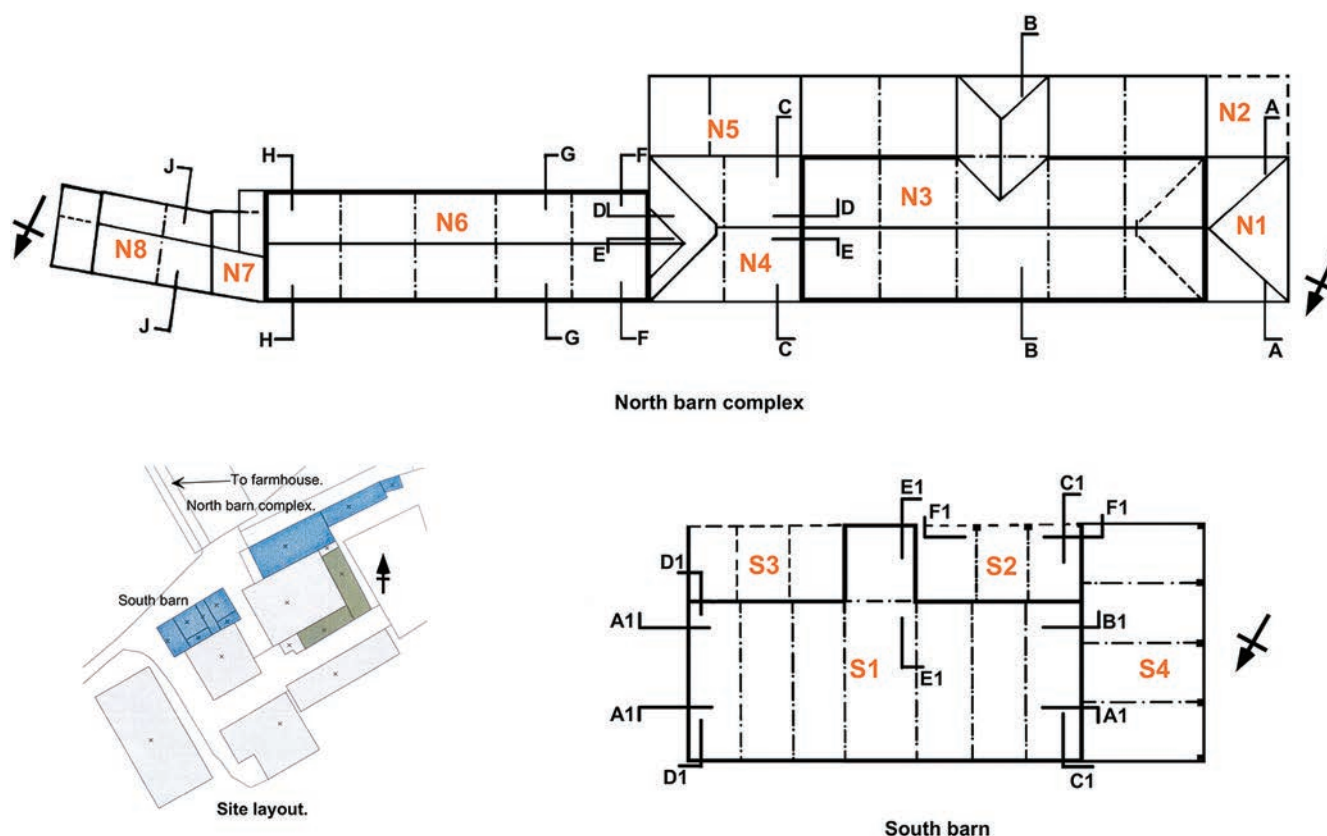 B
A
C
N5
N2
H
G
F
J
D
D
N6
N3
N1
N8
E
E
N4
N7
J
H
G
F
C
B
A
North barn complex
To farmhouse.
North barn complex.
South barn
Site layout.
E1
C1
F1
F1
D1
S3
S2
A1
B1
S1
S4
E1
A1
A1
D1
C1
South barn